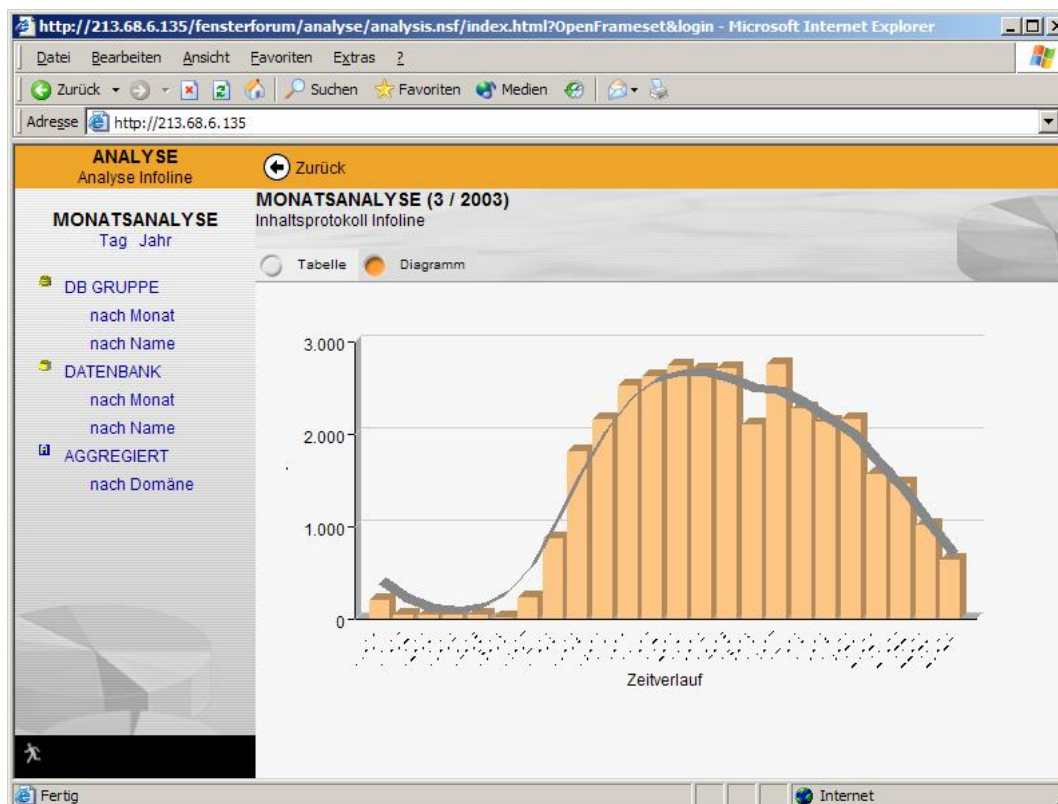 http://213.68.6.135/fensterforum/analyse/analysis.nsf/index.html?OpenFrameset&login - Microsoft Internet Explorer
Datei Bearbeiten Ansicht Favoriten Extras ?
Zurück Suchen Favoriten Medien
Adresse http://213.68.6.135
ANALYSE
Analyse Infoline
Zurück
MONATSANALYSE
Tag Jahr
DB GRUPPE
nach Monat
nach Name
DATENBANK
nach Monat
nach Name
AGGREGIERT
nach Domäne
MONATSANALYSE (3 / 2003)
Inhaltsprotokoll Infoline
Tabelle Diagramm
3.000
2.000
1.000
0
Zeitverlauf
Fertig Internet